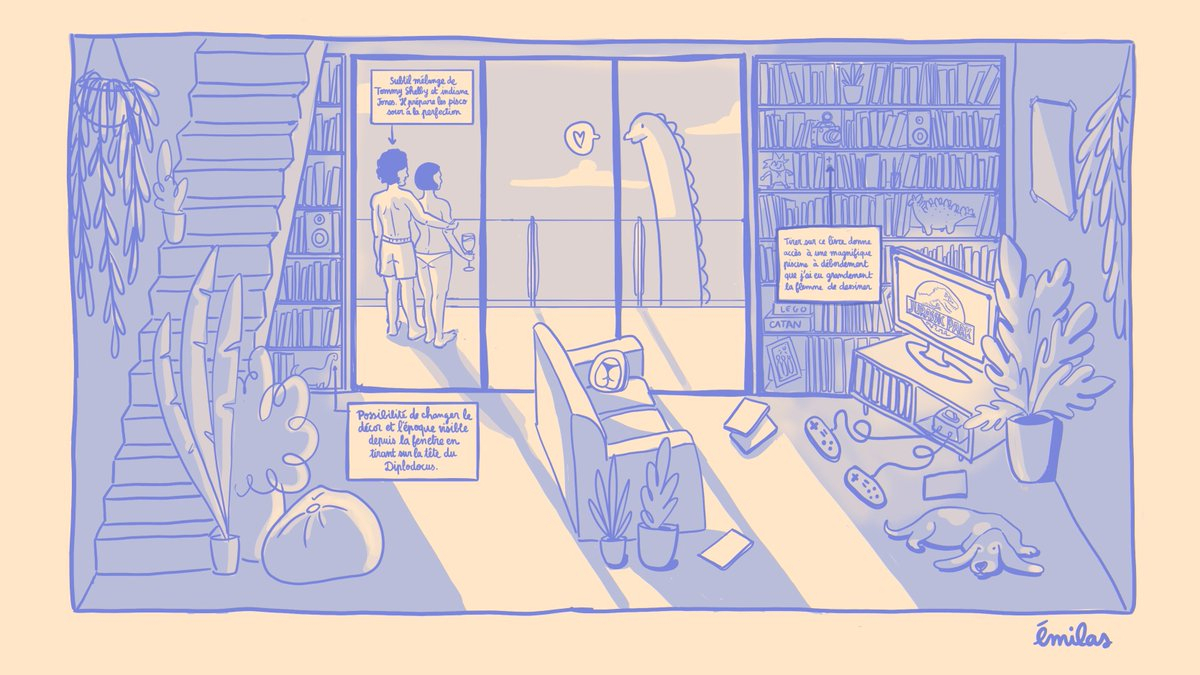 Subtil mélange de
Tommy Shelby et indiana
Jones. Il prépare les pisco
sour à la perfection
Tirer sur ce livre donne
accès à une magnifique
piscine à débordement
que j'ai eu grandement
la flemme de dessiner
LEGO
CATAN
JURASSIC PARK
Possibilité de changer le
décor et l'époque visible
depuis la fenêtre en
tirant sur la tête du
Diplodocus.
émilas